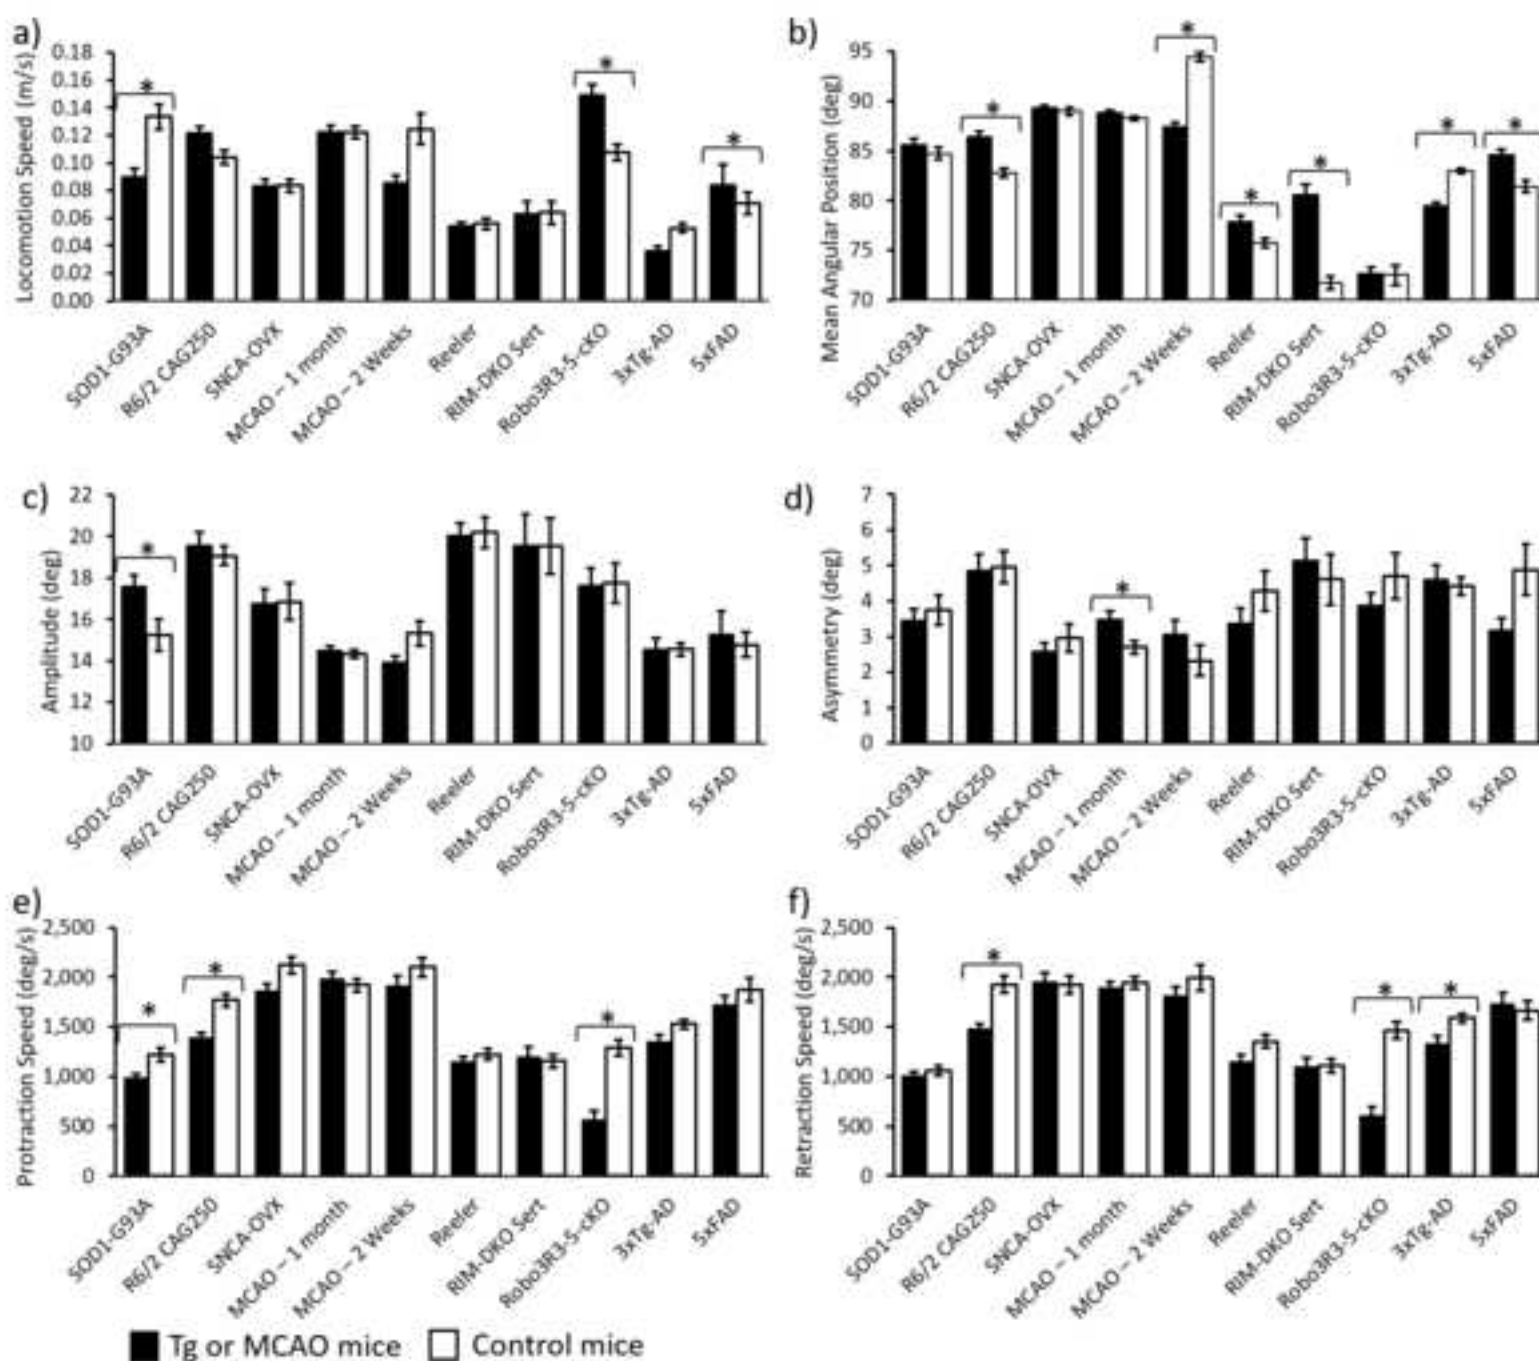 a)
Locomotion Speed (m/s)
0.18
0.16
0.14
0.12
0.10
0.08
0.06
0.04
0.02
0.00
*
*
*
SOD1-G93A
R6/2 CAG250
SNCA-OVX
MCAO – 1 month
MCAO – 2 Weeks
Reeler
RIM-DKO Sert
Robo3R3-5-cKO
3xTg-AD
5xFAD
b)
Mean Angular Position (deg)
95
90
85
80
75
70
*
*
*
*
*
*
SOD1-G93A
R6/2 CAG250
SNCA-OVX
MCAO – 1 month
MCAO – 2 Weeks
Reeler
RIM-DKO Sert
Robo3R3-5-cKO
3xTg-AD
5xFAD
c)
Amplitude (deg)
22
20
18
16
14
12
10
*
SOD1-G93A
R6/2 CAG250
SNCA-OVX
MCAO – 1 month
MCAO – 2 Weeks
Reeler
RIM-DKO Sert
Robo3R3-5-cKO
3xTg-AD
5xFAD
d)
Asymmetry (deg)
7
6
5
4
3
2
1
0
*
SOD1-G93A
R6/2 CAG250
SNCA-OVX
MCAO – 1 month
MCAO – 2 Weeks
Reeler
RIM-DKO Sert
Robo3R3-5-cKO
3xTg-AD
5xFAD
e)
Protraction Speed (deg/s)
2,500
2,000
1,500
1,000
500
0
*
*
*
SOD1-G93A
R6/2 CAG250
SNCA-OVX
MCAO – 1 month
MCAO – 2 Weeks
Reeler
RIM-DKO Sert
Robo3R3-5-cKO
3xTg-AD
5xFAD
f)
Retraction Speed (deg/s)
2,500
2,000
1,500
1,000
500
0
*
*
*
SOD1-G93A
R6/2 CAG250
SNCA-OVX
MCAO – 1 month
MCAO – 2 Weeks
Reeler
RIM-DKO Sert
Robo3R3-5-cKO
3xTg-AD
5xFAD
Tg or MCAO mice
Control mice